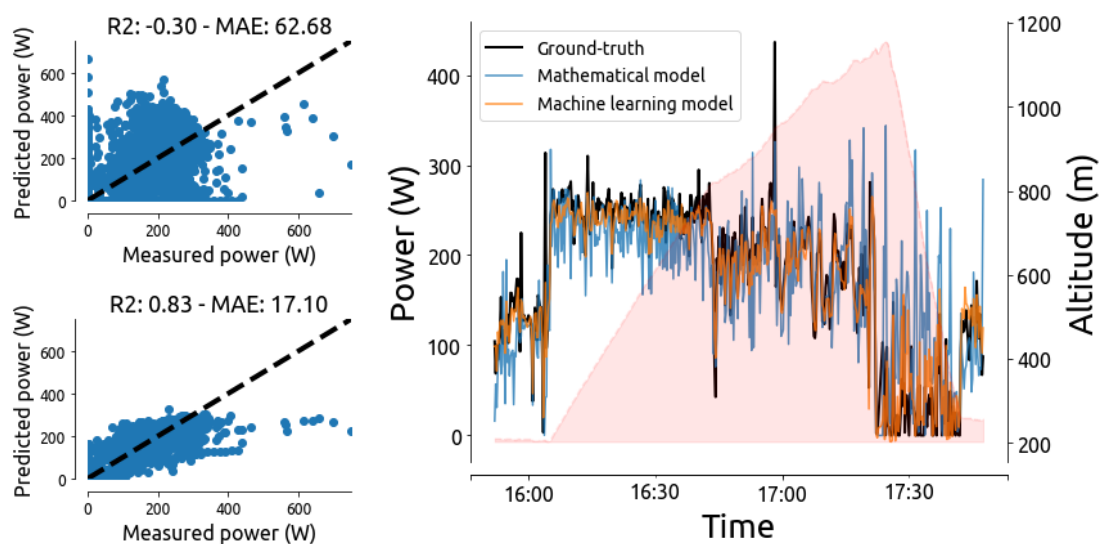 R2: -0.30 - MAE: 62.68
Predicted power (W)
600
400
200
0
0
200
400
600
Measured power (W)
R2: 0.83 - MAE: 17.10
Predicted power (W)
600
400
200
0
0
200
400
600
Measured power (W)
Ground-truth
Mathematical model
Machine learning model
Power (W)
400
300
200
100
0
1200
1000
800
600
400
200
Altitude (m)
16:00
16:30
17:00
17:30
Time